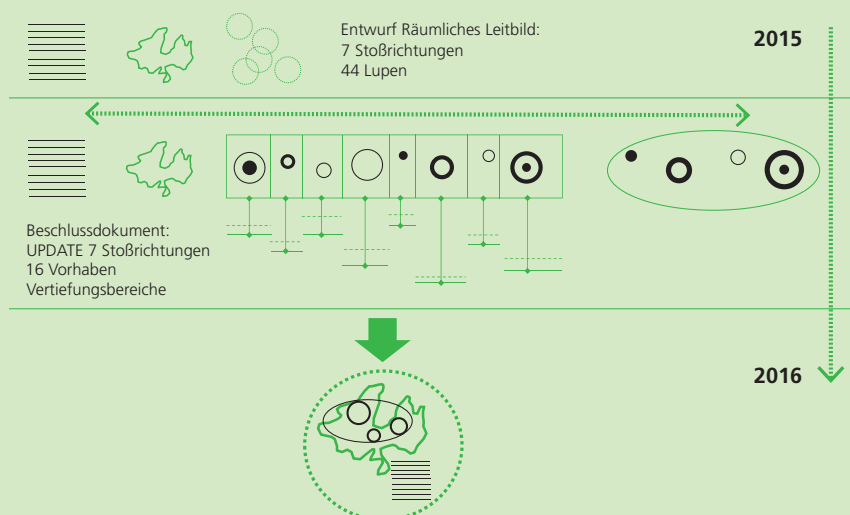 Entwurf Räumliches Leitbild:
7 Stoßrichtungen
44 Lupen
2015
Beschlussdokument:
UPDATE 7 Stoßrichtungen
16 Vorhaben
Vertiefungsbereiche
2016